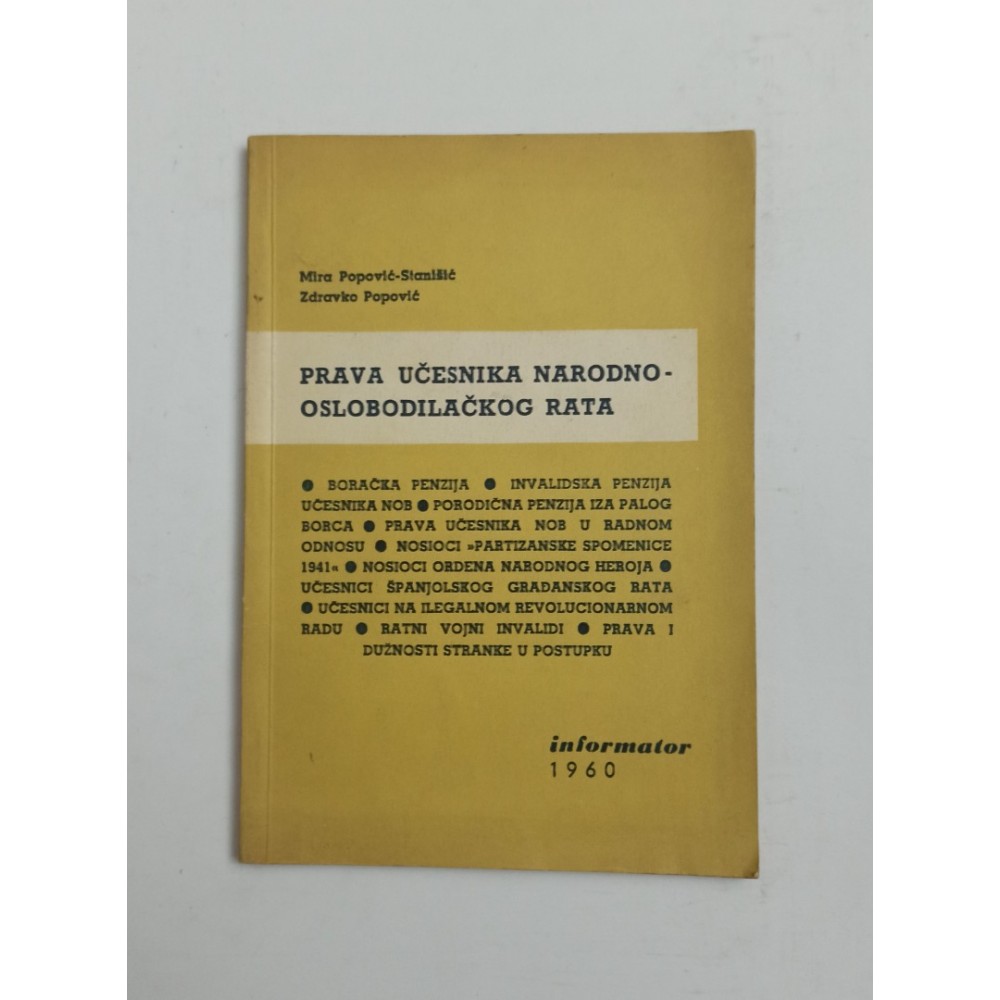 Mira Popović-Stanišić
Zdravko Popović
PRAVA UČESNIKA NARODNO-
OSLOBODILAČKOG RATA
● BORAČKA PENZIJA ● INVALIDSKA PENZIJA
UČESNIKA NOB ● PORODIČNA PENZIJA IZA PALOG
BORCA ● PRAVA UČESNIKA NOB U RADNOM
ODNOSU ● NOSIOCI »PARTIZANSKE SPOMENICE
1941« ● NOSIOCI ORDENA NARODNOG HEROJA ●
UČESNICI ŠPANJOLSKOG GRAĐANSKOG RATA
● UČESNICI NA ILEGALNOM REVOLUCIONARNOM
RADU ● RATNI VOJNI INVALIDI ● PRAVA I
DUŽNOSTI STRANKE U POSTUPKU
informator
1960